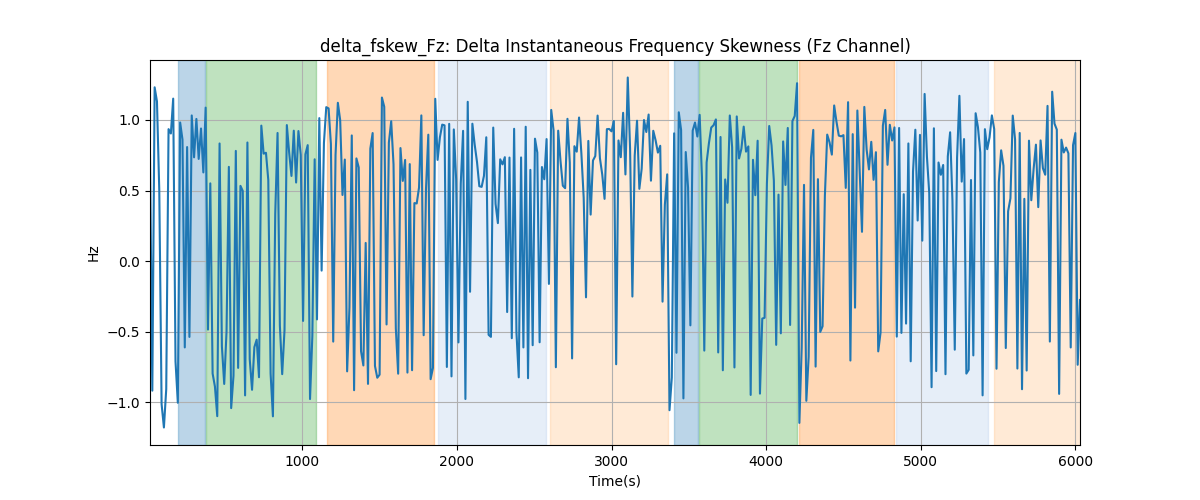 delta_fskew_Fz: Delta Instantaneous Frequency Skewness (Fz Channel)
Hz
1.0
0.5
0.0
−0.5
−1.0
1000 2000 3000 4000 5000 6000
Time(s)